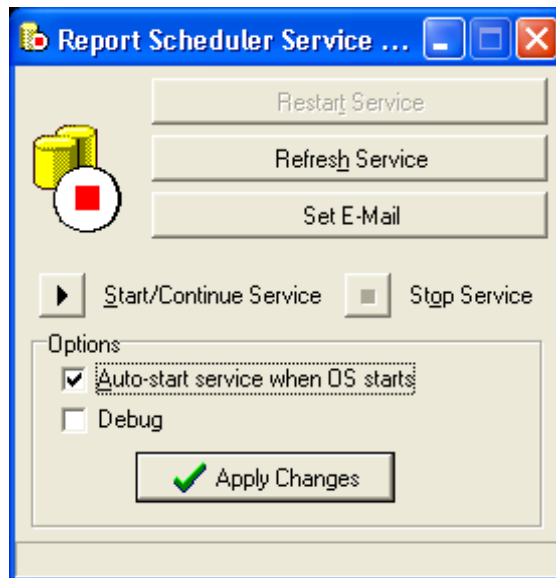 Report Scheduler Service ...
Restart Service
Refresh Service
Set E-Mail
Start/Continue Service
Stop Service
Options
Auto-start service when OS starts
Debug
Apply Changes